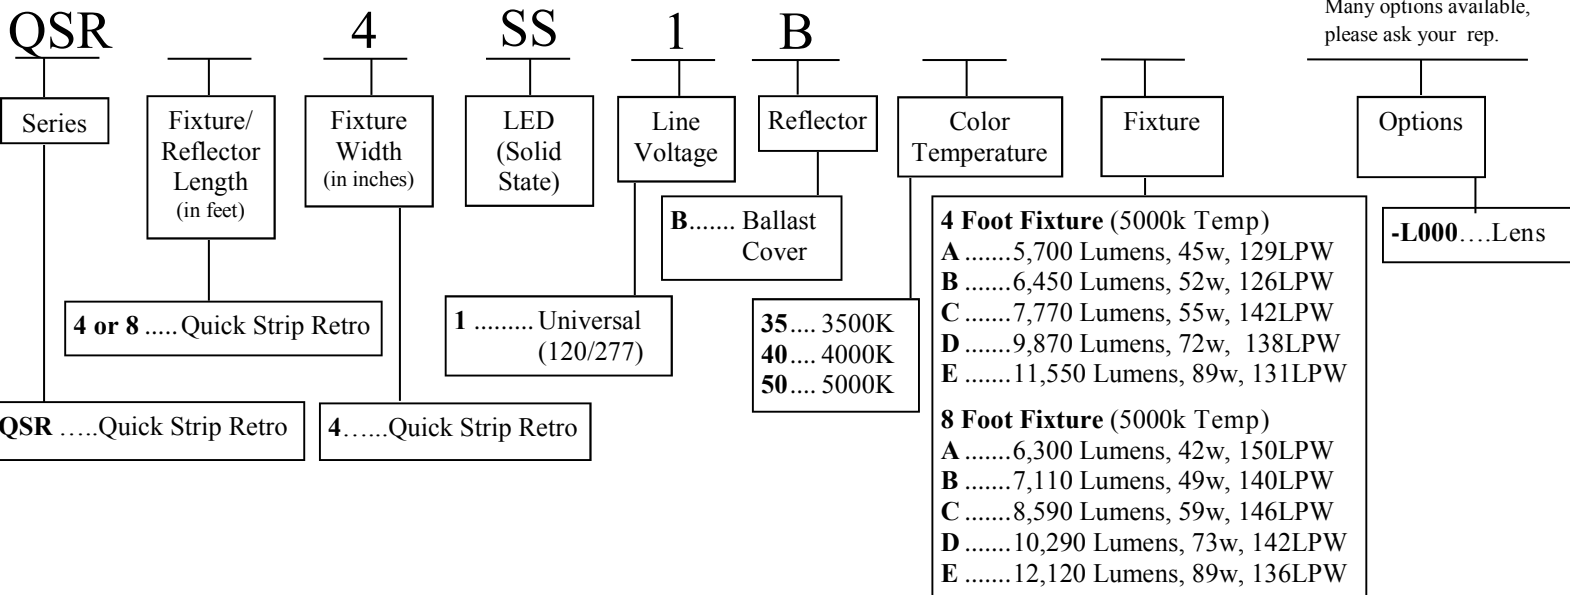 Many options available,
please ask your rep.
QSR 4 SS 1 B
Series
Fixture/
Reflector
Length
(in feet)
Fixture
Width
(in inches)
LED
(Solid
State)
Line
Voltage
Reflector
Color
Temperature
Fixture
Options
B....... Ballast
Cover
-L000....Lens
4 or 8 ..... Quick Strip Retro
1 ......... Universal
(120/277)
35.... 3500K
40.... 4000K
50.... 5000K
QSR .....Quick Strip Retro
4......Quick Strip Retro
4 Foot Fixture (5000k Temp)
A .......5,700 Lumens, 45w, 129LPW
B .......6,450 Lumens, 52w, 126LPW
C .......7,770 Lumens, 55w, 142LPW
D .......9,870 Lumens, 72w, 138LPW
E .......11,550 Lumens, 89w, 131LPW
8 Foot Fixture (5000k Temp)
A .......6,300 Lumens, 42w, 150LPW
B .......7,110 Lumens, 49w, 140LPW
C .......8,590 Lumens, 59w, 146LPW
D .......10,290 Lumens, 73w, 142LPW
E .......12,120 Lumens, 89w, 136LPW